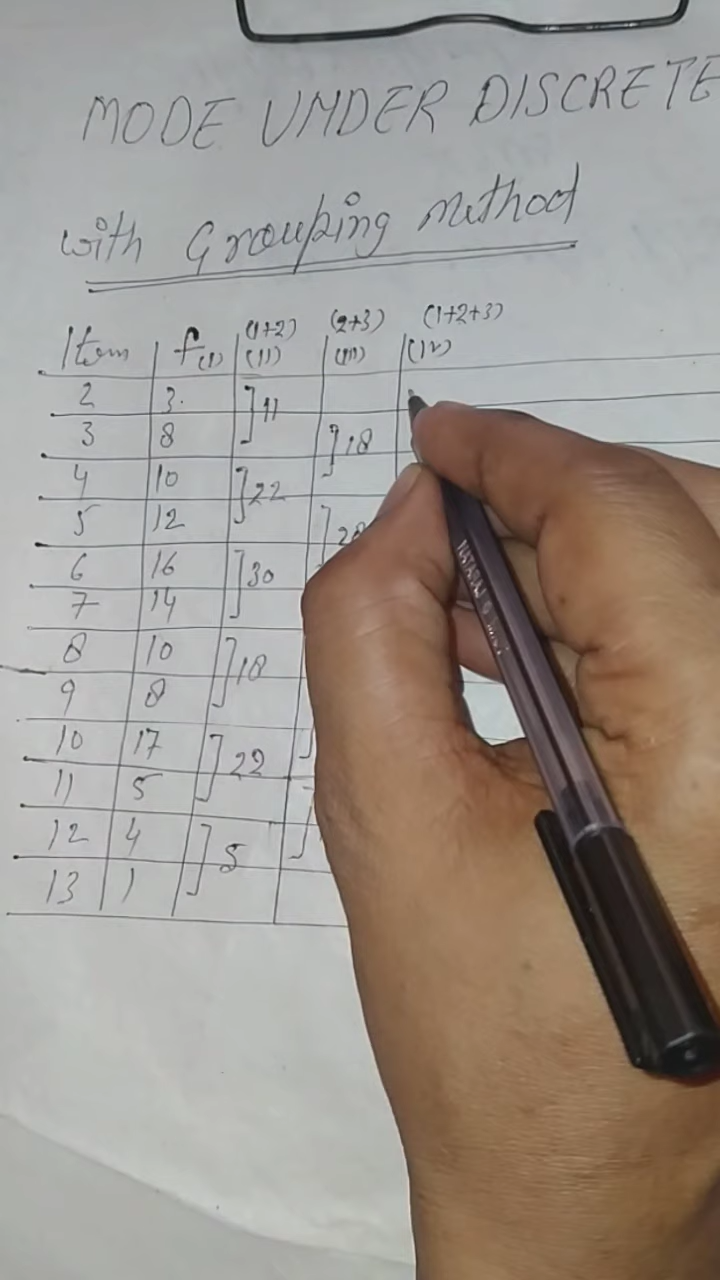 MODE UNDER DISCRETE
with Grouping Method
(1+2) (2+3) (1+2+3)
Item f(I) (II) (III) (IV)
2 3. 11
3 8 18
4 10 22
5 12
6 16 30
7 14
8 10 18
9 8
10 17 22
11 5
12 4 5
13 1